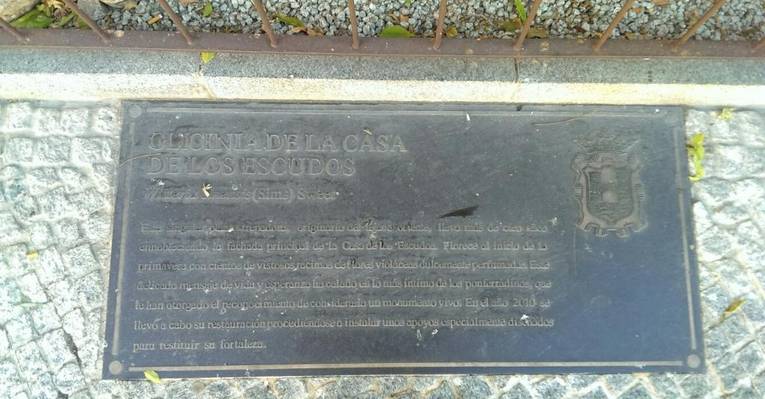 GLICINIA DE LA CASA
DE LOS ESCUDOS
(Sims) Sweet
Esta singular planta trepadora, originaria de lleva más de cien años
ennobleciendo la fachada principal de la Casa de los Escudos. Florece al inicio de la
primavera con cientos de vistosos racimos de flores violáceas dulcemente perfumadas. Este
delicado mensaje de vida y esperanza ha calado en lo más íntimo de los ponferradinos, que
le han otorgado el reconocimiento de considerarla un monumento vivo. En el año 2010 se
llevó a cabo su restauración procediéndose a instalar unos apoyos especialmente diseñados
para restituir su fortaleza.